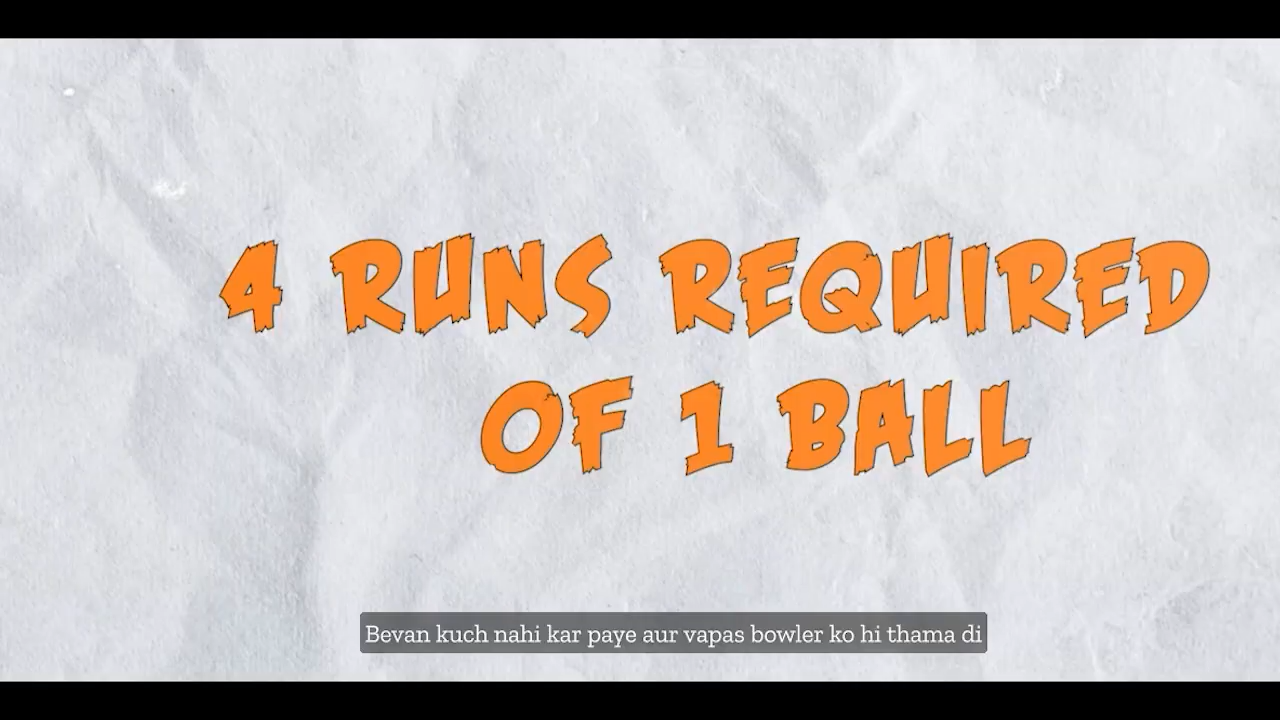 4 RUNS REQUIRED
OF 1 BALL
Bevan kuch nahi kar paye aur vapas bowler ko hi thama di